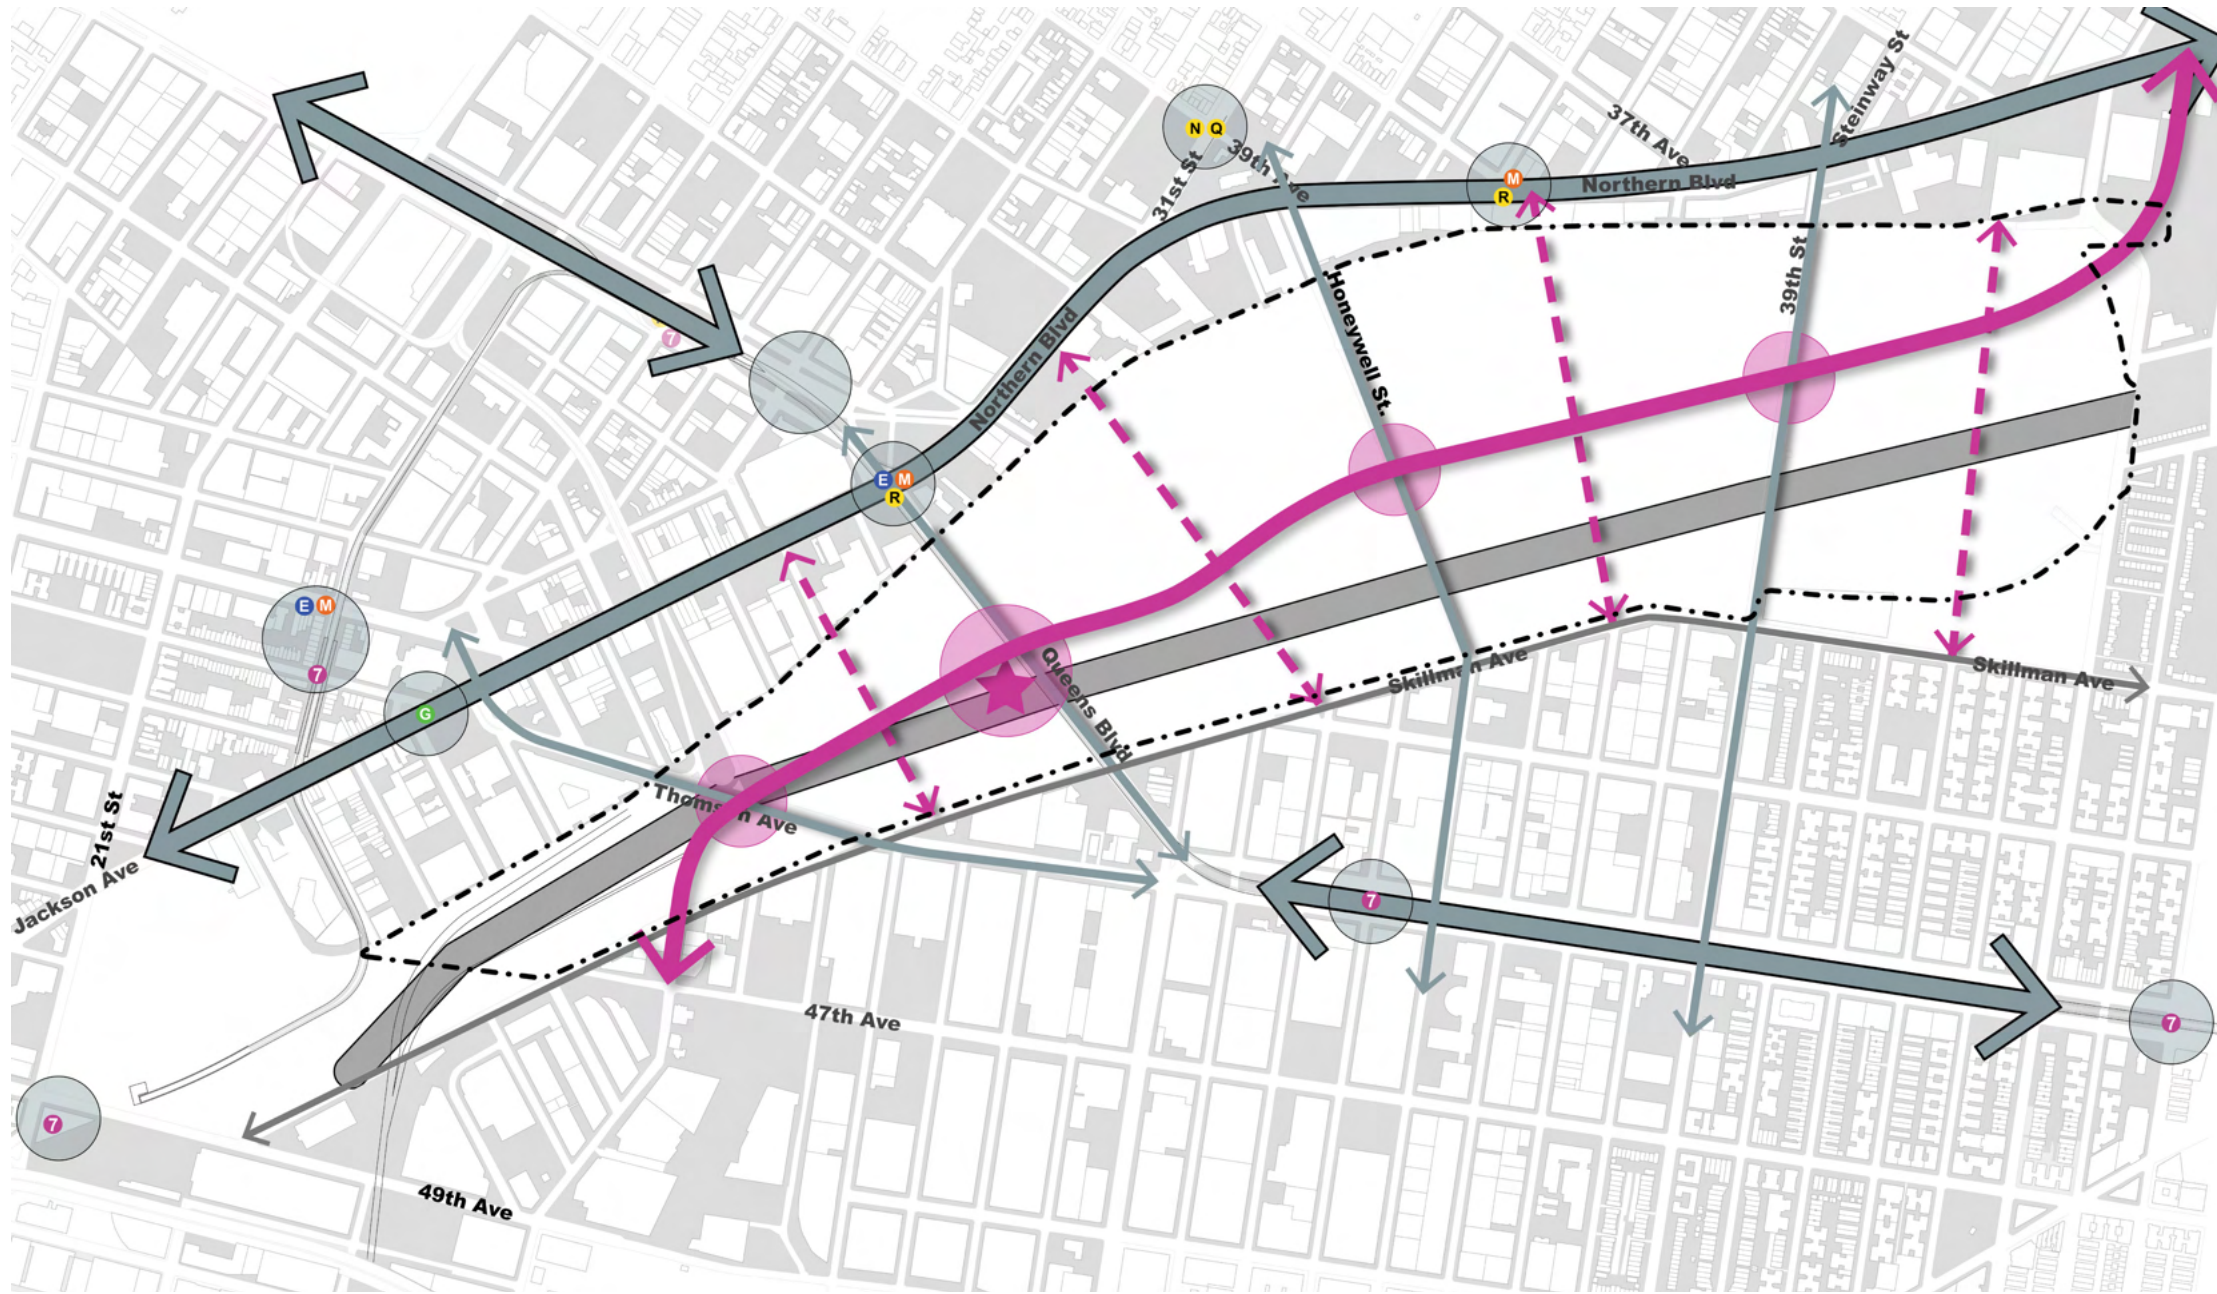 Steinway St
37th Ave
N Q
39th Ave
31st St
M
R
Northern Blvd
39th St
Honeywell St.
7
Northern Blvd
E M
R
E M
7
G
Queens Blvd
Skillman Ave
Skillman Ave
Thomson Ave
21st St
Jackson Ave
7
47th Ave
7
7
49th Ave